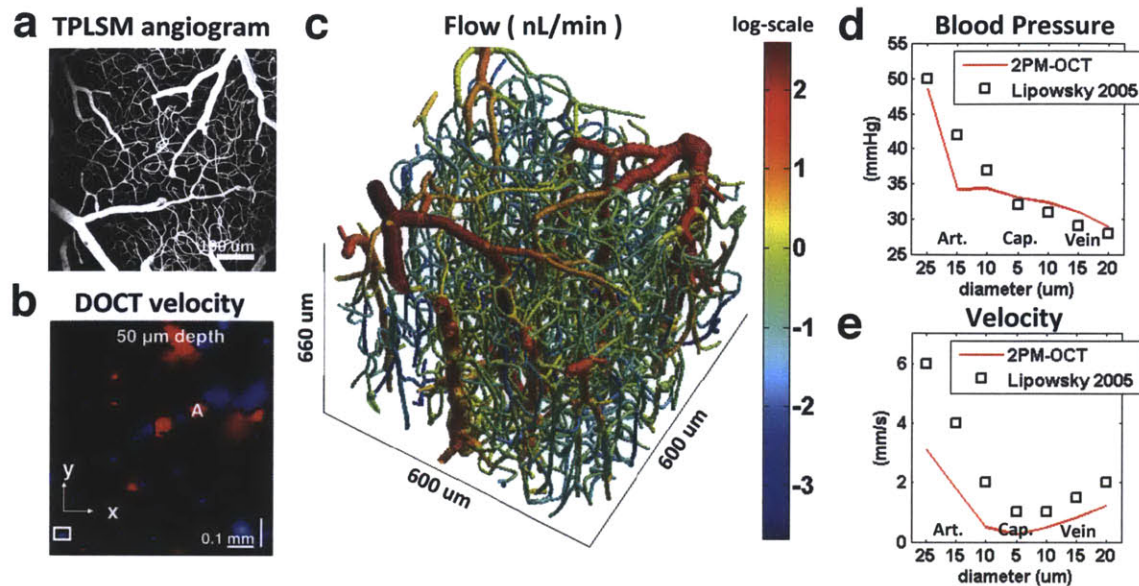 a TPLSM angiogram
100 um
b DOCT velocity
50 µm depth
A
y
x
0.1 mm
c Flow ( nL/min )
log-scale
2
1
0
-1
-2
-3
660 um
600 um
600 um
d Blood Pressure
2PM-OCT
Lipowsky 2005
(mmHg)
55
50
45
40
35
30
25
Art. Cap. Vein
25 15 10 5 10 15 20
diameter (um)
e Velocity
2PM-OCT
Lipowsky 2005
(mm/s)
6
4
2
0
Art. Cap. Vein
25 15 10 5 10 15 20
diameter (um)